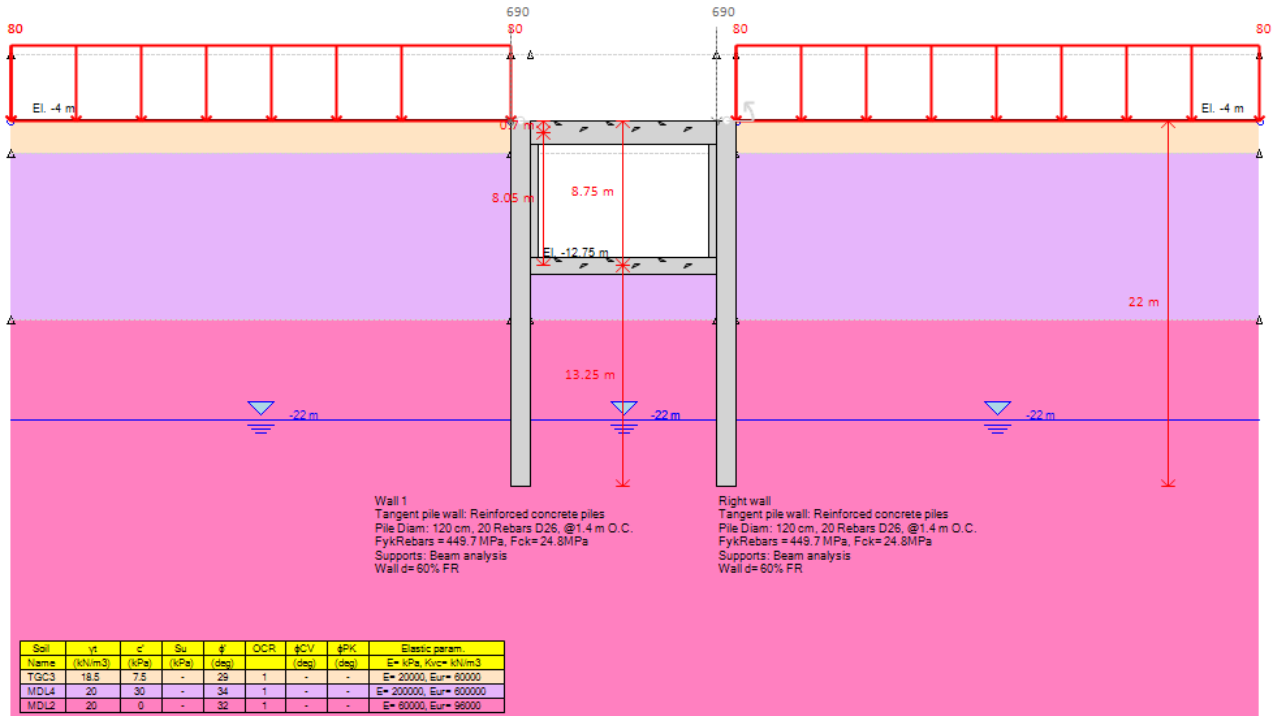 690 690
80 80 80 80
El. -4 m El. -4 m
0.7 m
8.05 m 8.75 m
El. -12.75 m
22 m
13.25 m
-22 m -22 m -22 m
Wall 1
Tangent pile wall: Reinforced concrete piles
Pile Diam: 120 cm, 20 Rebars D26, @1.4 m O.C.
FykRebars = 449.7 MPa, Fck= 24.8MPa
Supports: Beam analysis
Wall d= 60% FR
Right wall
Tangent pile wall: Reinforced concrete piles
Pile Diam: 120 cm, 20 Rebars D26, @1.4 m O.C.
FykRebars = 449.7 MPa, Fck= 24.8MPa
Supports: Beam analysis
Wall d= 60% FR
Soil γt c' Su ϕ' OCR ϕCV ϕPK Elastic param.
Name (kN/m3) (kPa) (kPa) (deg) (deg) (deg) E= kPa, Kvc= kN/m3
TGC3 18.5 7.5 - 29 1 - - E= 20000, Eur= 60000
MDL4 20 30 - 34 1 - - E= 200000, Eur= 600000
MDL2 20 0 - 32 1 - - E= 60000, Eur= 96000